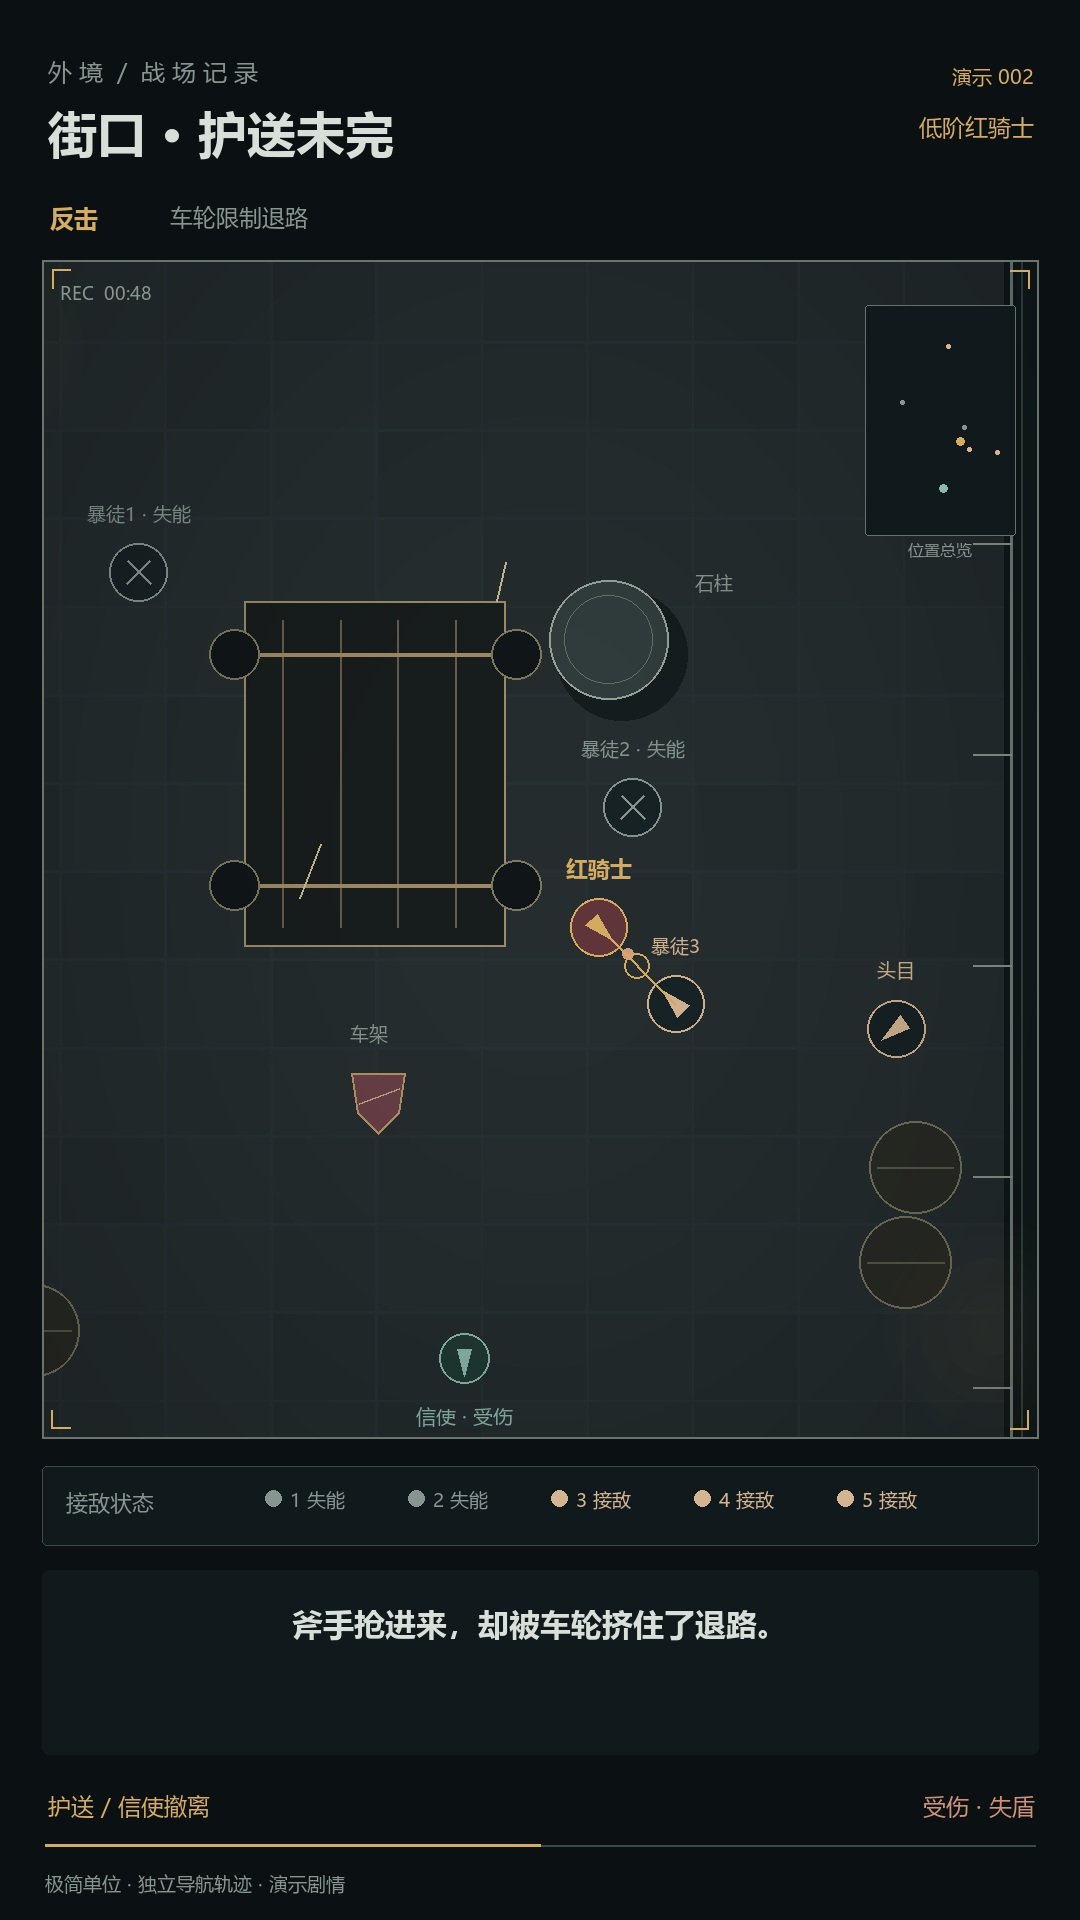 外境 / 战场记录
演示 002
街口·护送未完
低阶红骑士
反击
车轮限制退路
REC 00:48
位置总览
暴徒1 · 失能
石柱
暴徒2 · 失能
红骑士
暴徒3
头目
车架
信使 · 受伤
接敌状态
1 失能
2 失能
3 接敌
4 接敌
5 接敌
斧手抢进来，却被车轮挤住了退路。
护送 / 信使撤离
受伤 · 失盾
极简单位 · 独立导航轨迹 · 演示剧情